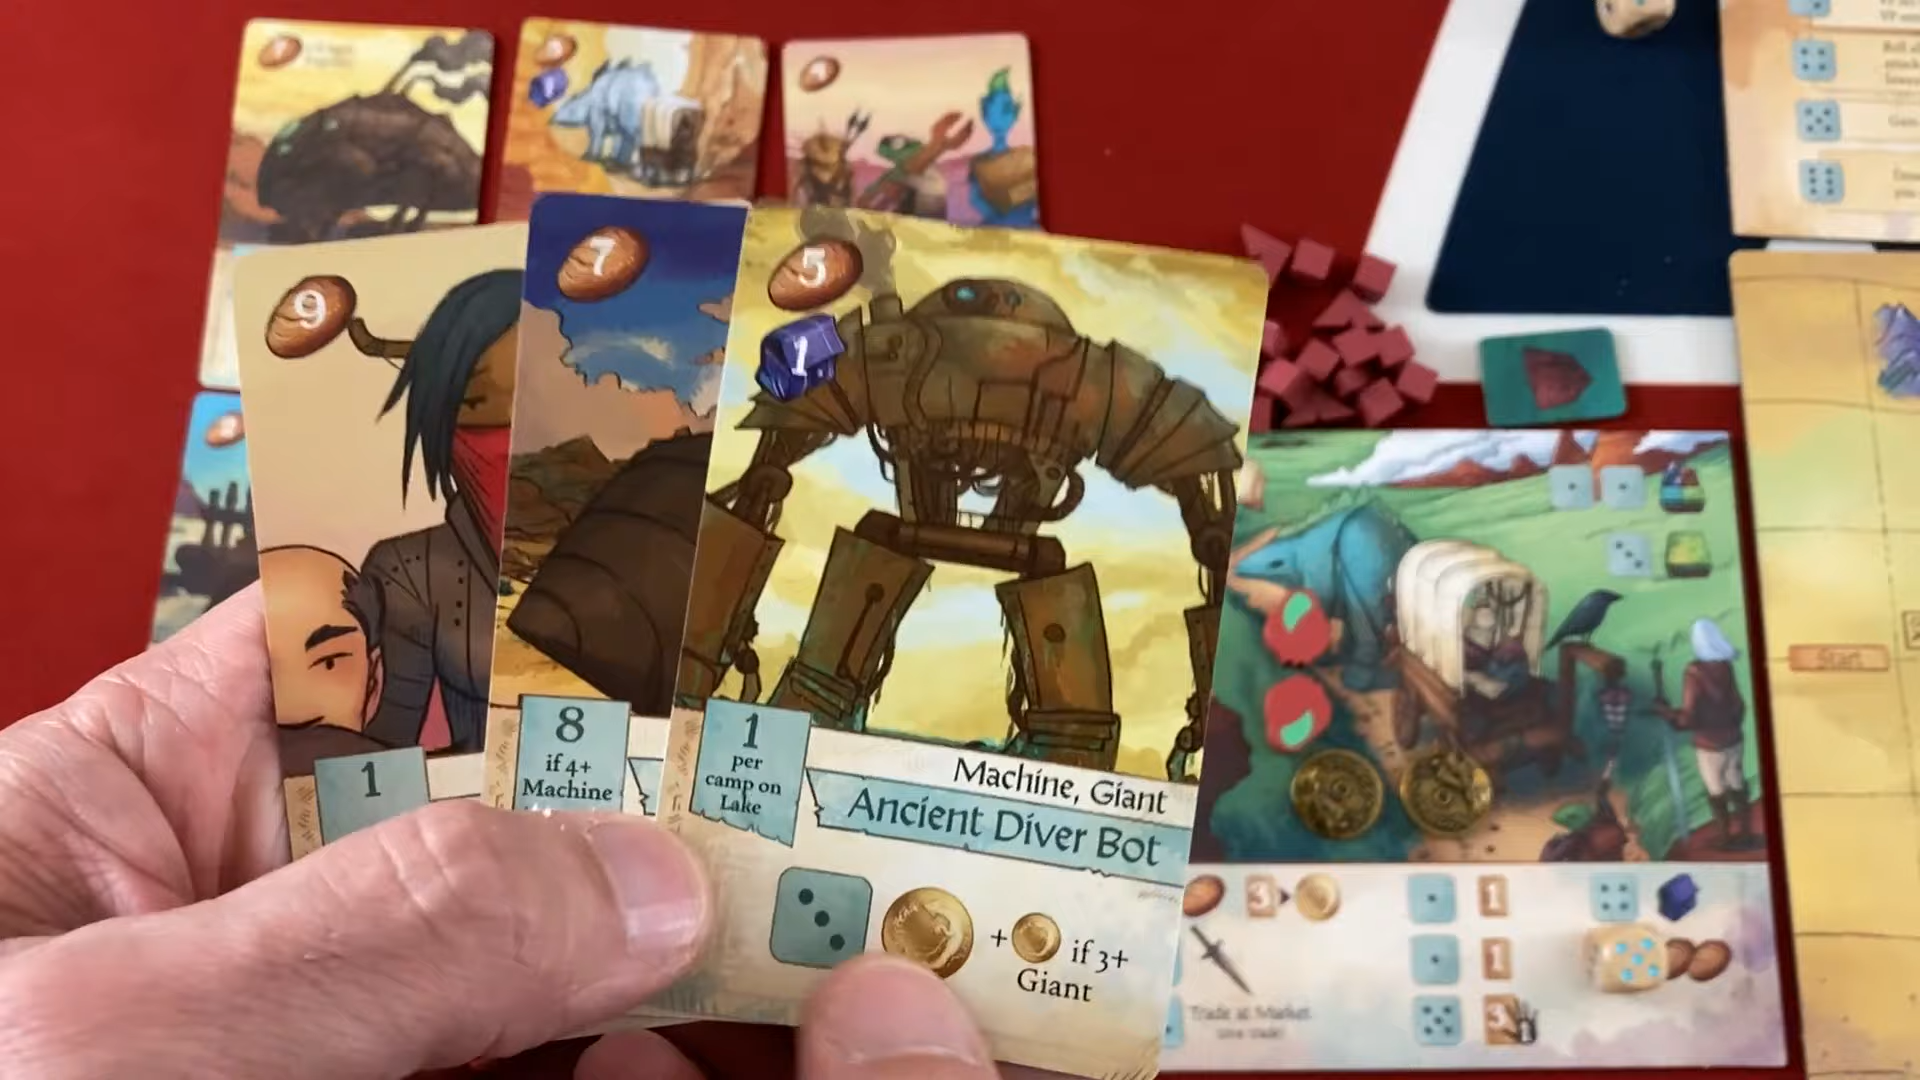 9
7
5
1
1
8
if 4+
Machine
1
per
camp on
Lake
Machine, Giant
Ancient Diver Bot
+ if 3+
Giant
Start
3
1
1
3
Trade at Market